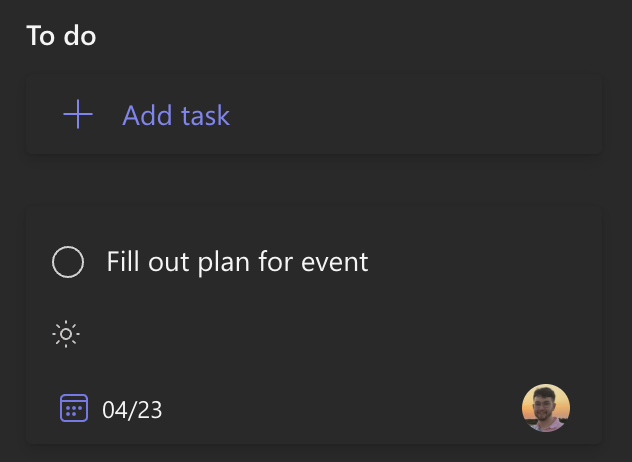 To do
Add task
Fill out plan for event
04/23